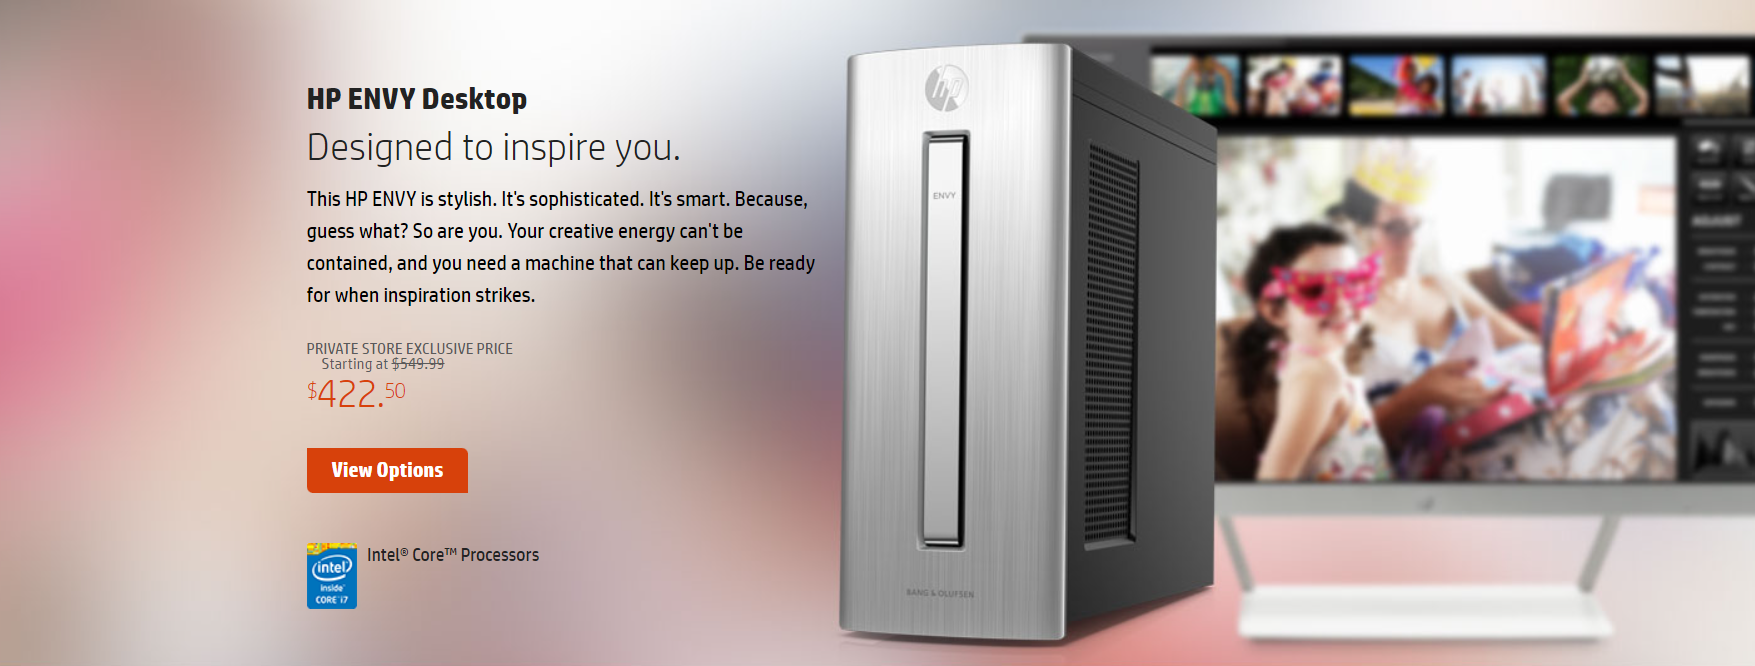 HP ENVY Desktop
Designed to inspire you.
This HP ENVY is stylish. It's sophisticated. It's smart. Because,
guess what? So are you. Your creative energy can't be
contained, and you need a machine that can keep up. Be ready
for when inspiration strikes.
PRIVATE STORE EXCLUSIVE PRICE
Starting at $549.99
$422.50
View Options
intel
inside™
CORE™ i7
Intel® Core™ Processors
hp
ENVY
BANG & OLUFSEN
ADJUST